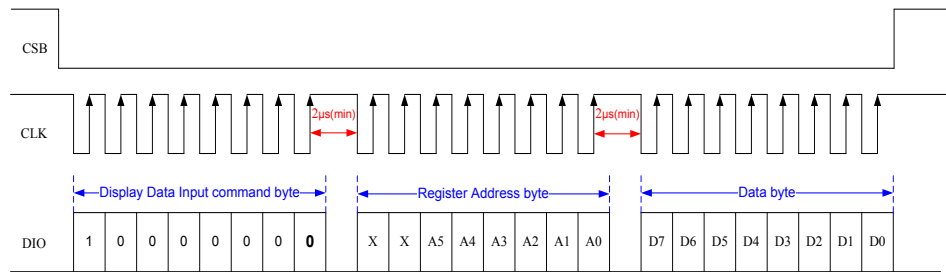 CSB
CLK
2μs(min) 2μs(min)
Display Data Input command byte Register Address byte Data byte
DIO 1 0 0 0 0 0 0 0 X X A5 A4 A3 A2 A1 A0 D7 D6 D5 D4 D3 D2 D1 D0